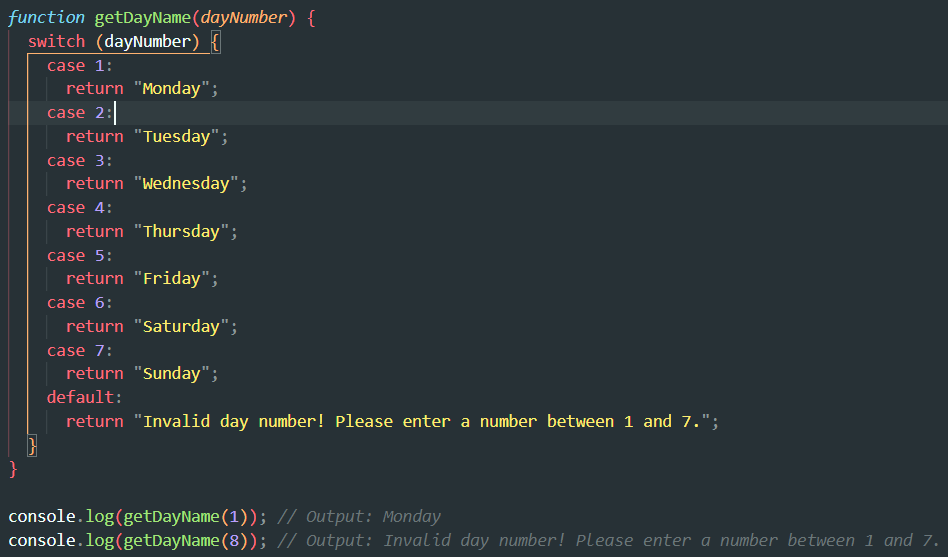 function getDayName(dayNumber) {
  switch (dayNumber) {
    case 1:
      return "Monday";
    case 2:
      return "Tuesday";
    case 3:
      return "Wednesday";
    case 4:
      return "Thursday";
    case 5:
      return "Friday";
    case 6:
      return "Saturday";
    case 7:
      return "Sunday";
    default:
      return "Invalid day number! Please enter a number between 1 and 7.";
  }
}

console.log(getDayName(1)); // Output: Monday
console.log(getDayName(8)); // Output: Invalid day number! Please enter a number between 1 and 7.